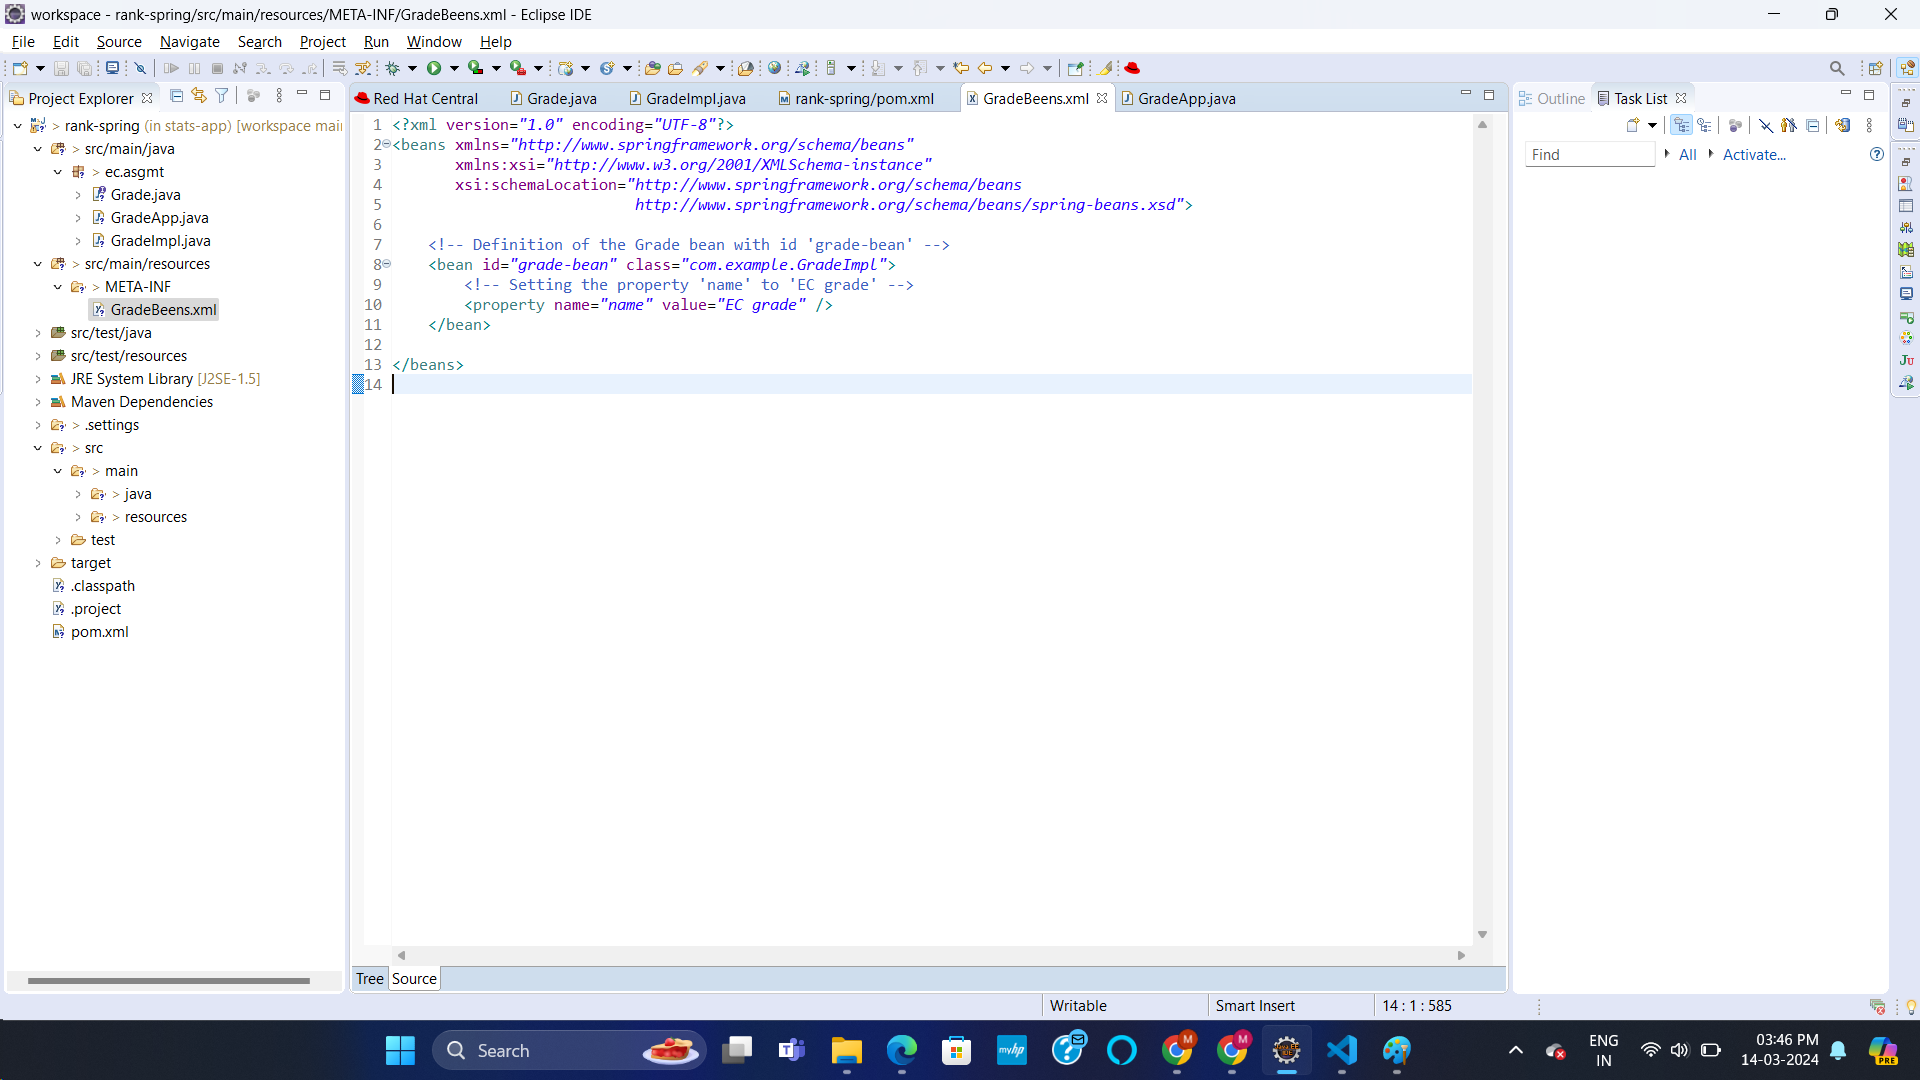 workspace - rank-spring/src/main/resources/META-INF/GradeBeens.xml - Eclipse IDE
File Edit Source Navigate Search Project Run Window Help
Project Explorer
> rank-spring (in stats-app) [workspace mai
> src/main/java
> ec.asgmt
Grade.java
GradeApp.java
GradeImpl.java
> src/main/resources
> META-INF
GradeBeens.xml
src/test/java
src/test/resources
JRE System Library [J2SE-1.5]
Maven Dependencies
> .settings
> src
> main
> java
> resources
test
target
.classpath
.project
pom.xml
Red Hat Central Grade.java GradeImpl.java rank-spring/pom.xml GradeBeens.xml GradeApp.java
1 <?xml version="1.0" encoding="UTF-8"?>
2 <beans xmlns="http://www.springframework.org/schema/beans"
3 xmlns:xsi="http://www.w3.org/2001/XMLSchema-instance"
4 xsi:schemaLocation="http://www.springframework.org/schema/beans
5 http://www.springframework.org/schema/beans/spring-beans.xsd">
6
7 <!-- Definition of the Grade bean with id 'grade-bean' -->
8 <bean id="grade-bean" class="com.example.GradeImpl">
9 <!-- Setting the property 'name' to 'EC grade' -->
10 <property name="name" value="EC grade" />
11 </bean>
12
13 </beans>
14
Tree Source
Outline Task List
Find All Activate...
Ju
Writable Smart Insert 14 : 1 : 585
Search
myhp
M
M
ENG
IN
03:46 PM
14-03-2024
PRE